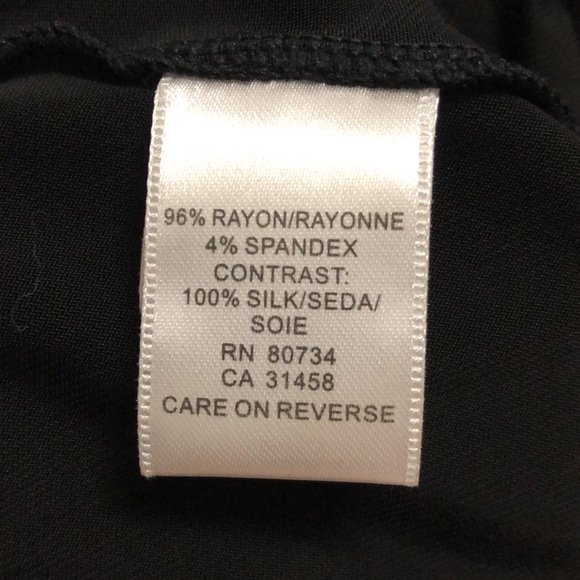 96% RAYON/RAYONNE
4% SPANDEX
CONTRAST:
100% SILK/SEDA/
SOIE
RN 80734
CA 31458
CARE ON REVERSE